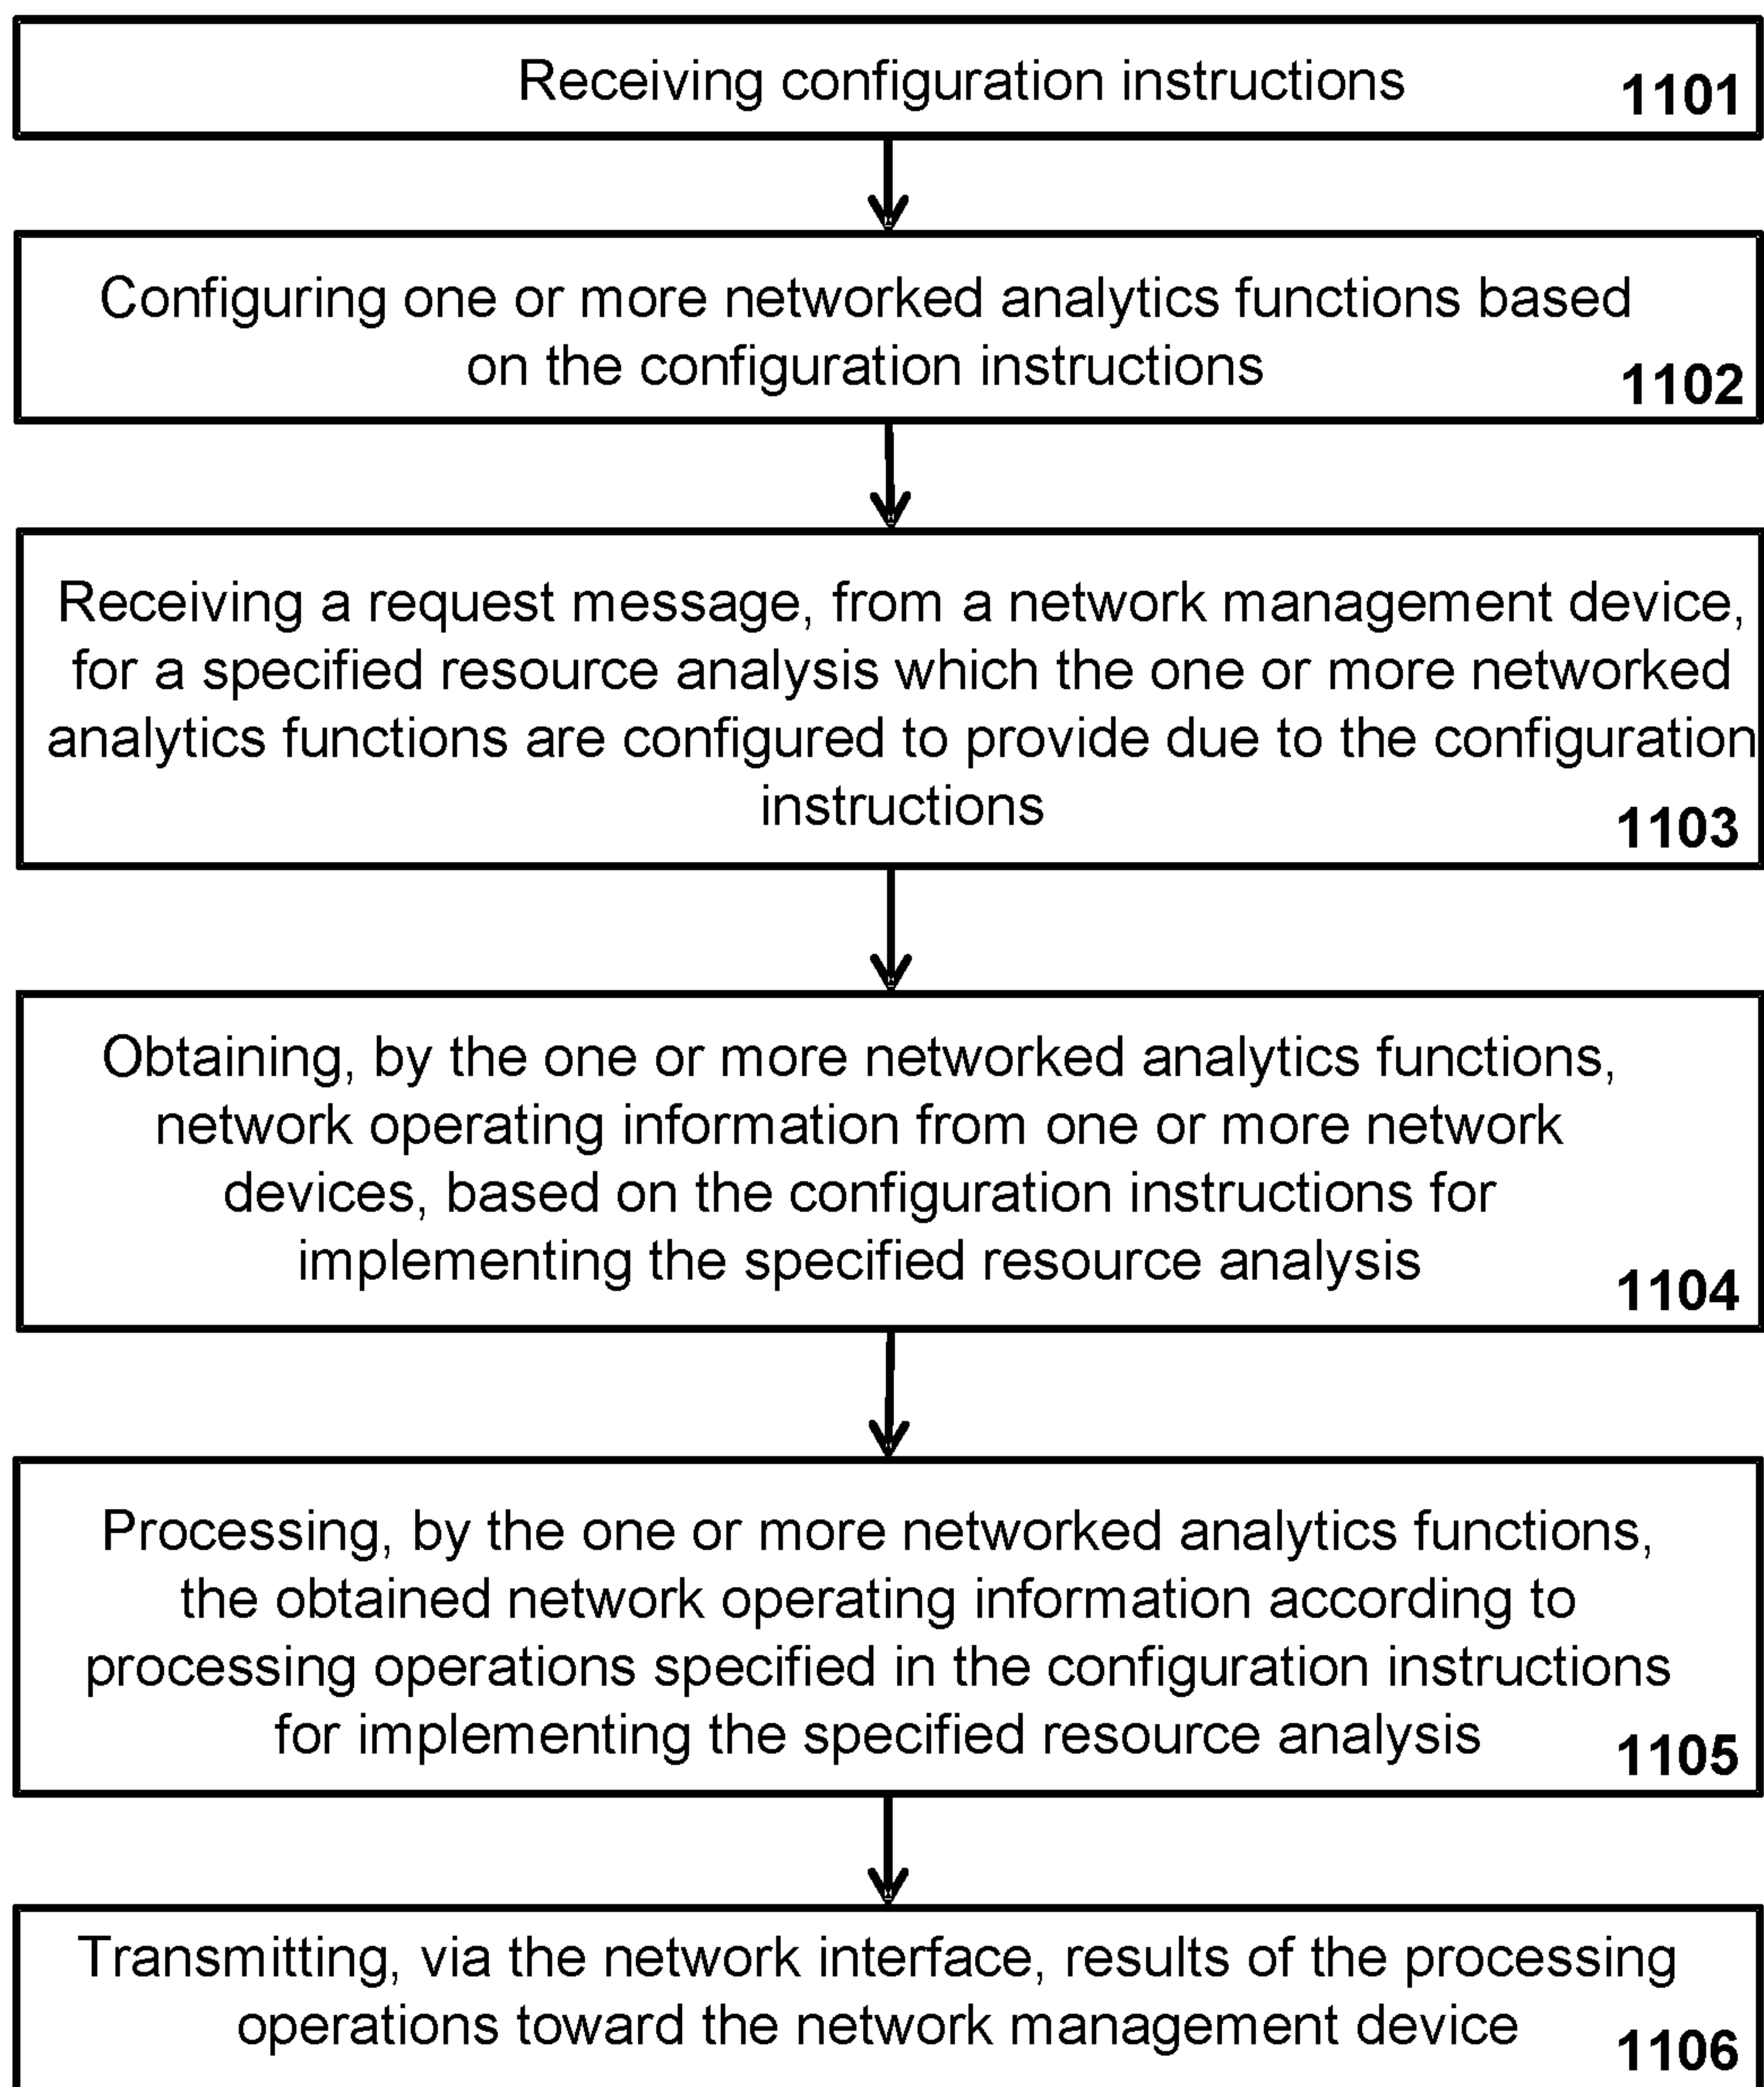 Receiving configuration instructions
1101
Configuring one or more networked analytics functions based
on the configuration instructions
1102
Receiving a request message, from a network management device,
for a specified resource analysis which the one or more networked
analytics functions are configured to provide due to the configuration
instructions
1103
Obtaining, by the one or more networked analytics functions,
network operating information from one or more network
devices, based on the configuration instructions for
implementing the specified resource analysis
1104
Processing, by the one or more networked analytics functions,
the obtained network operating information according to
processing operations specified in the configuration instructions
for implementing the specified resource analysis
1105
Transmitting, via the network interface, results of the processing
operations toward the network management device
1106